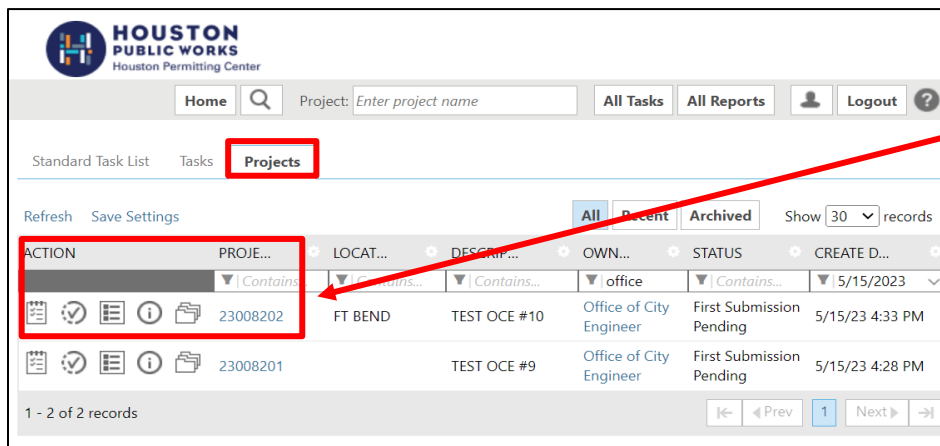 HOUSTON
PUBLIC WORKS
Houston Permitting Center
Home Project: Enter project name All Tasks All Reports Logout ?
Standard Task List Tasks Projects
Refresh Save Settings All Recent Archived Show 30 records
ACTION PROJE... LOCAT... DESCRIP... OWN... STATUS CREATE D...
Contains... Contains... Contains... office Contains... 5/15/2023
23008202 FT BEND TEST OCE #10 Office of City Engineer First Submission Pending 5/15/23 4:33 PM
23008201 TEST OCE #9 Office of City Engineer First Submission Pending 5/15/23 4:28 PM
1 - 2 of 2 records Prev 1 Next